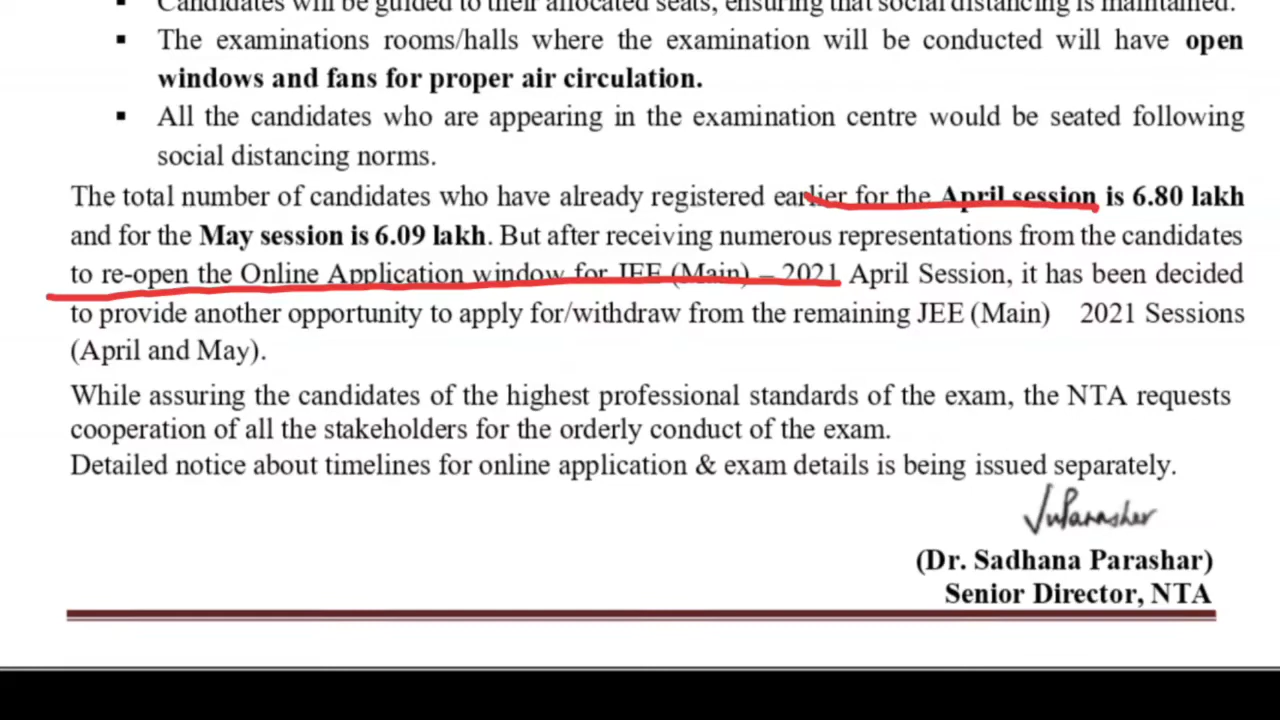 Candidates will be guided to their allocated seats, ensuring that social distancing is maintained.
▪ The examinations rooms/halls where the examination will be conducted will have open
windows and fans for proper air circulation.
▪ All the candidates who are appearing in the examination centre would be seated following
social distancing norms.
The total number of candidates who have already registered earlier for the April session is 6.80 lakh
and for the May session is 6.09 lakh. But after receiving numerous representations from the candidates
to re-open the Online Application window for JEE (Main) – 2021 April Session, it has been decided
to provide another opportunity to apply for/withdraw from the remaining JEE (Main) 2021 Sessions
(April and May).
While assuring the candidates of the highest professional standards of the exam, the NTA requests
cooperation of all the stakeholders for the orderly conduct of the exam.
Detailed notice about timelines for online application & exam details is being issued separately.
(Dr. Sadhana Parashar)
Senior Director, NTA